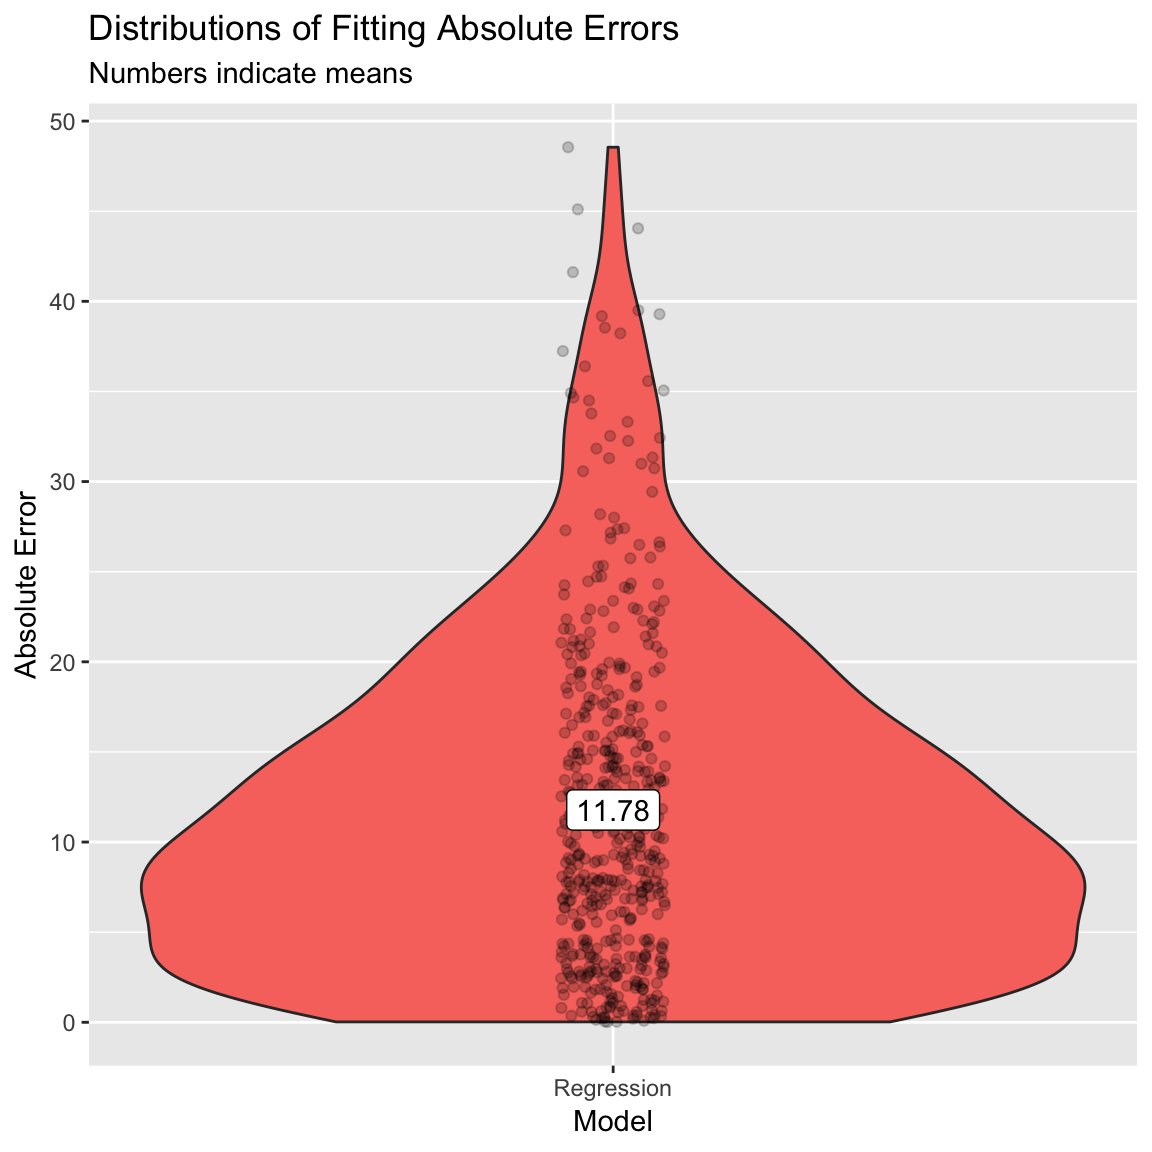 Distributions of Fitting Absolute Errors
Numbers indicate means
50
40
30
20
10
0
Absolute Error
11.78
Regression
Model